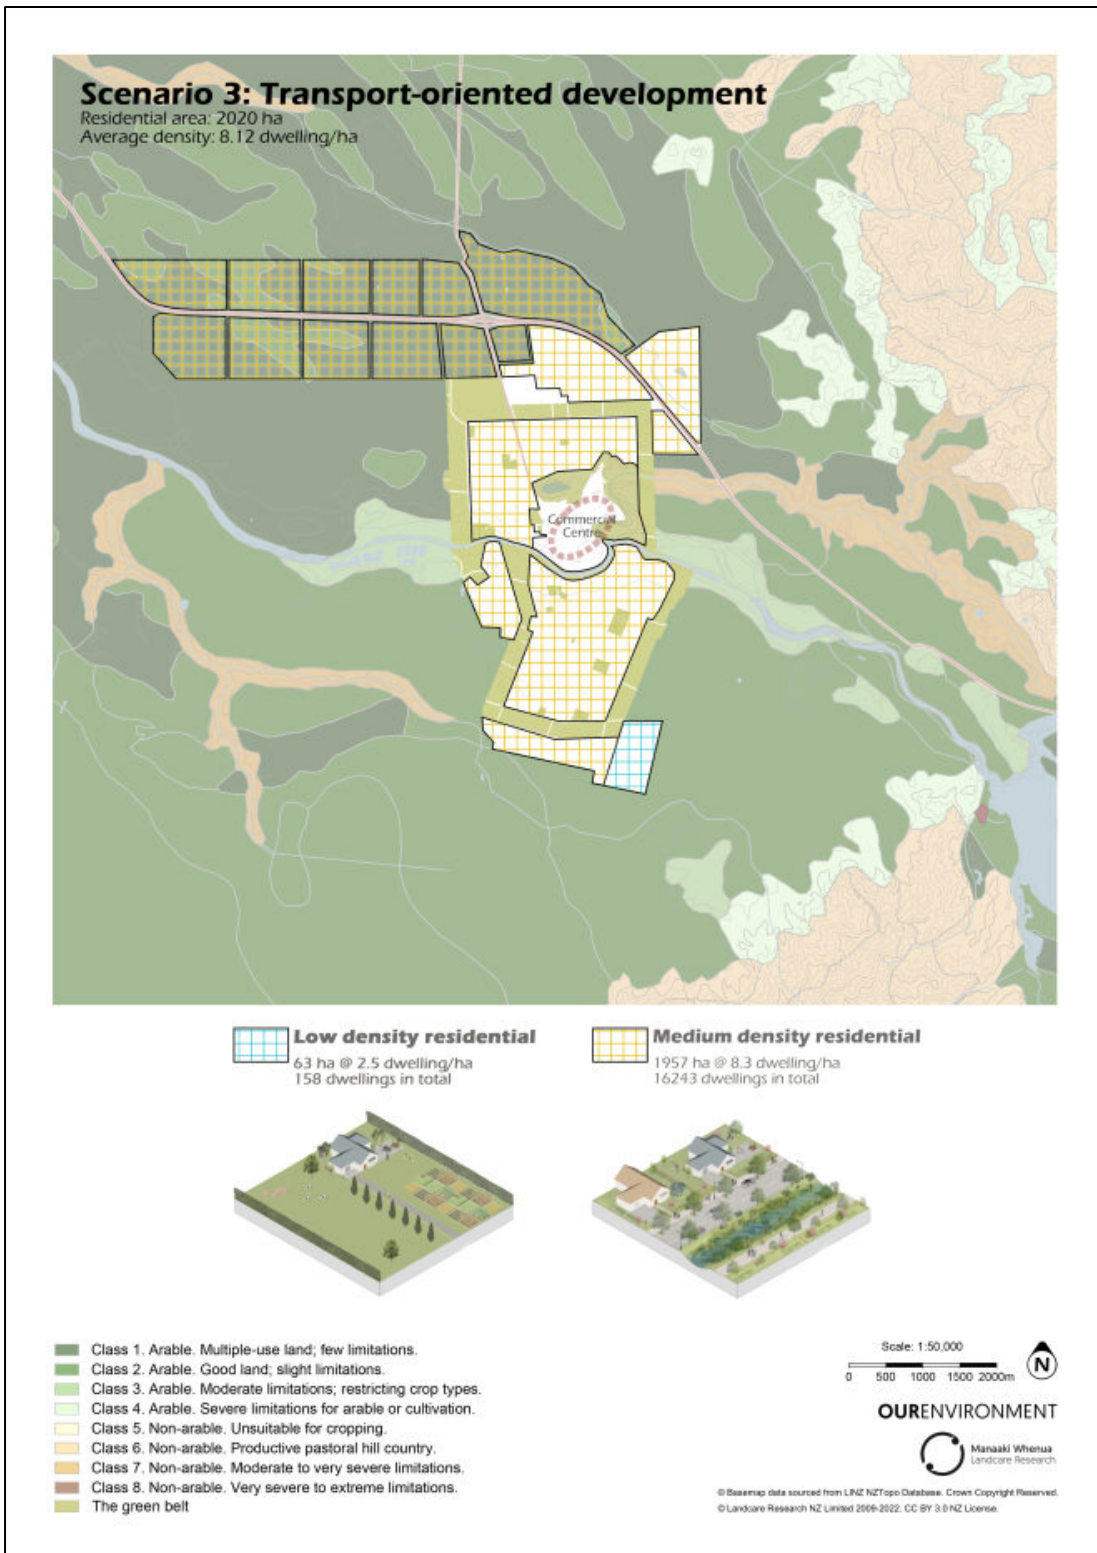 Scenario 3: Transport-oriented development
Residential area: 2020 ha
Average density: 8.12 dwelling/ha
Commercial
Centre
Low density residential
63 ha @ 2.5 dwelling/ha
158 dwellings in total
Medium density residential
1957 ha @ 8.3 dwelling/ha
16243 dwellings in total
Class 1. Arable. Multiple-use land; few limitations.
Class 2. Arable. Good land; slight limitations.
Class 3. Arable. Moderate limitations; restricting crop types.
Class 4. Arable. Severe limitations for arable or cultivation.
Class 5. Non-arable. Unsuitable for cropping.
Class 6. Non-arable. Productive pastoral hill country.
Class 7. Non-arable. Moderate to very severe limitations.
Class 8. Non-arable. Very severe to extreme limitations.
The green belt
Scale: 1:50,000
0 500 1000 1500 2000m
N
OURENVIRONMENT
Manaaki Whenua
Landcare Research
© Basemap data sourced from LINZ NZTopo Database. Crown Copyright Reserved.
© Landcare Research NZ Limited 2009-2022. CC BY 3.0 NZ License.